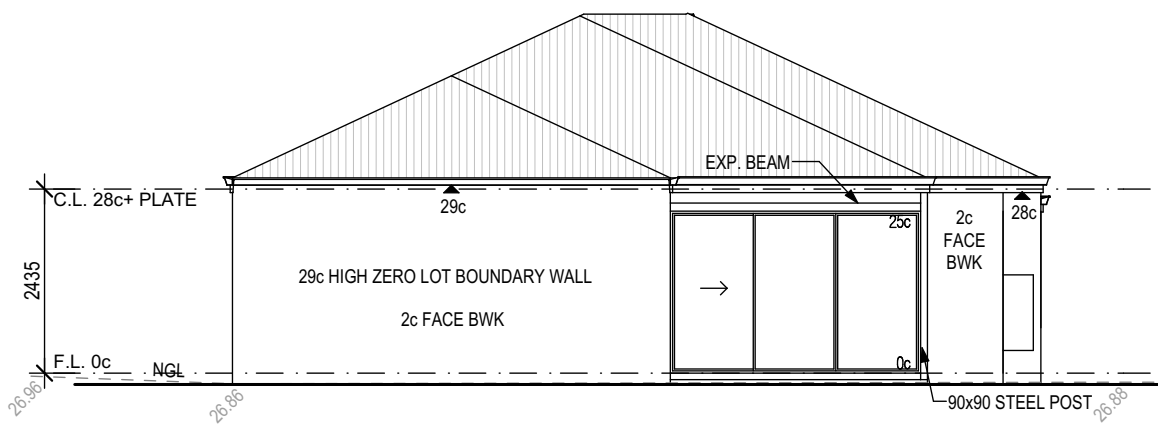 EXP. BEAM
C.L. 28c+ PLATE
29c
28c
25c
2c
FACE
BWK
29c HIGH ZERO LOT BOUNDARY WALL
2c FACE BWK
2435
F.L. 0c
NGL
0c
90x90 STEEL POST
26.96
26.86
26.88